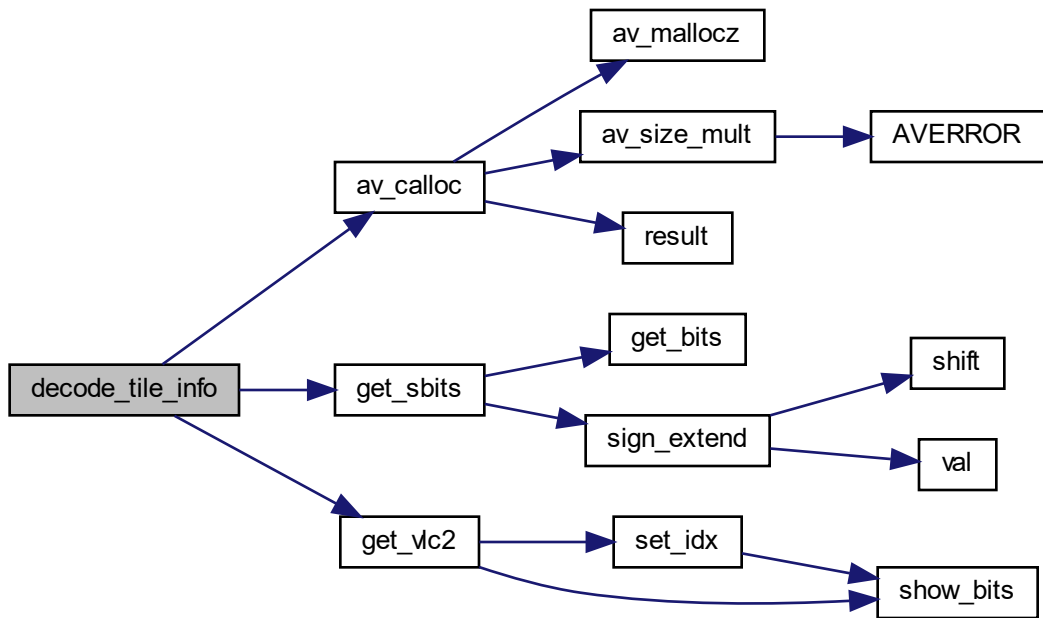 av_mallocz
av_size_mult
AVERROR
av_calloc
result
get_bits
shift
decode_tile_info
get_sbits
sign_extend
val
get_vlc2
set_idx
show_bits